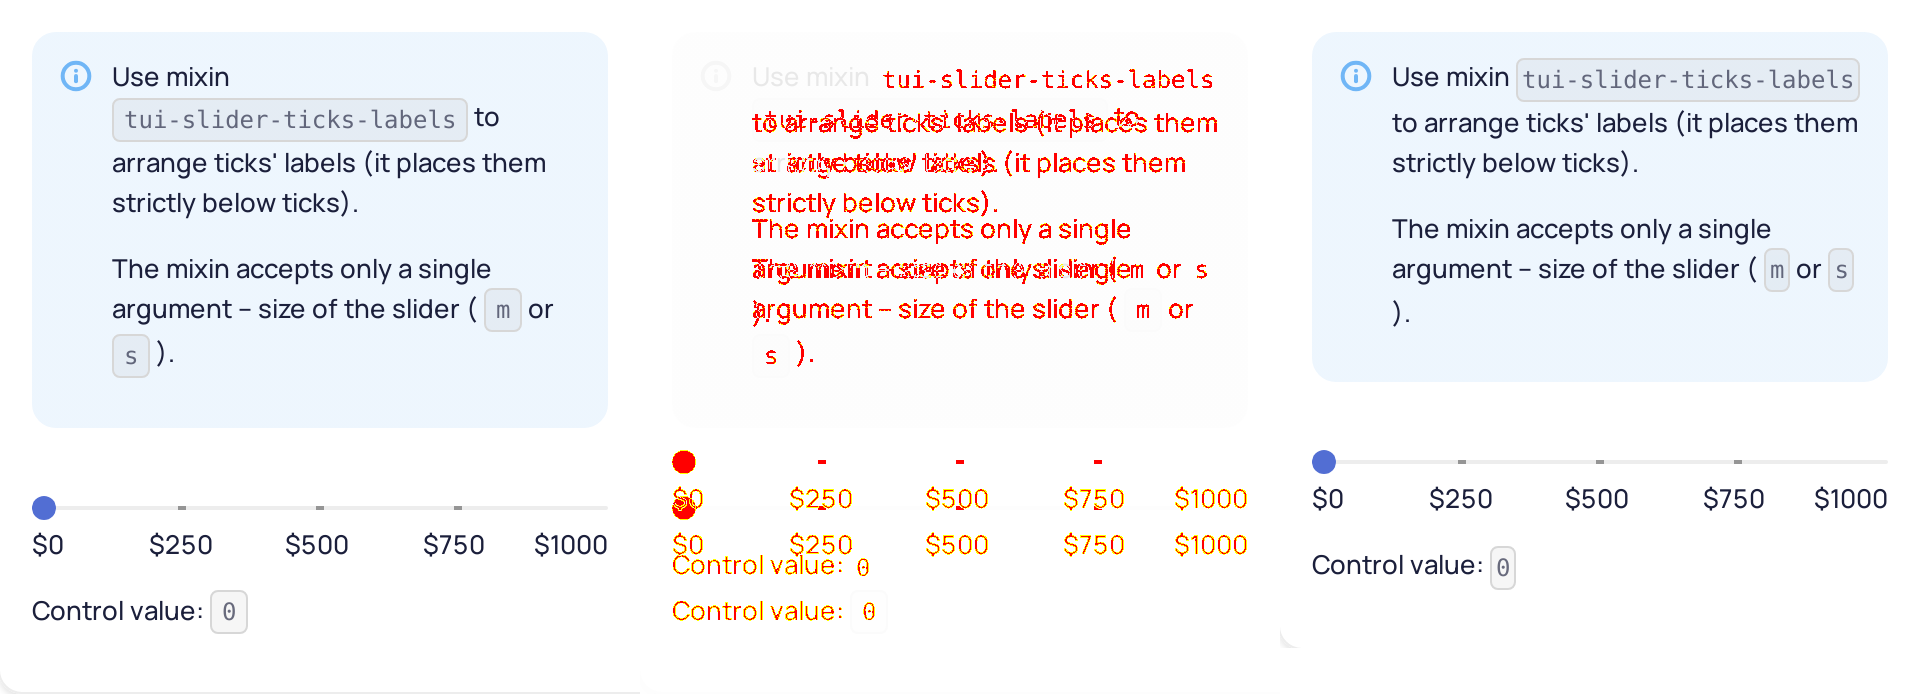 Use mixin
tui-slider-ticks-labels to
arrange ticks' labels (it places them
strictly below ticks).
The mixin accepts only a single
argument – size of the slider ( m or
s ).
$0 $250 $500 $750 $1000
Control value: 0
Use mixin tui-slider-ticks-labels
to arrange ticks' labels (it places them
strictly below ticks).
The mixin accepts only a single
argument – size of the slider ( m or s
).
argument – size of the slider ( m or
s ).
$0 $250 $500 $750 $1000
$0 $250 $500 $750 $1000
Control value: 0
Control value: 0
Use mixin tui-slider-ticks-labels
to arrange ticks' labels (it places them
strictly below ticks).
The mixin accepts only a single
argument – size of the slider ( m or s
).
$0 $250 $500 $750 $1000
Control value: 0